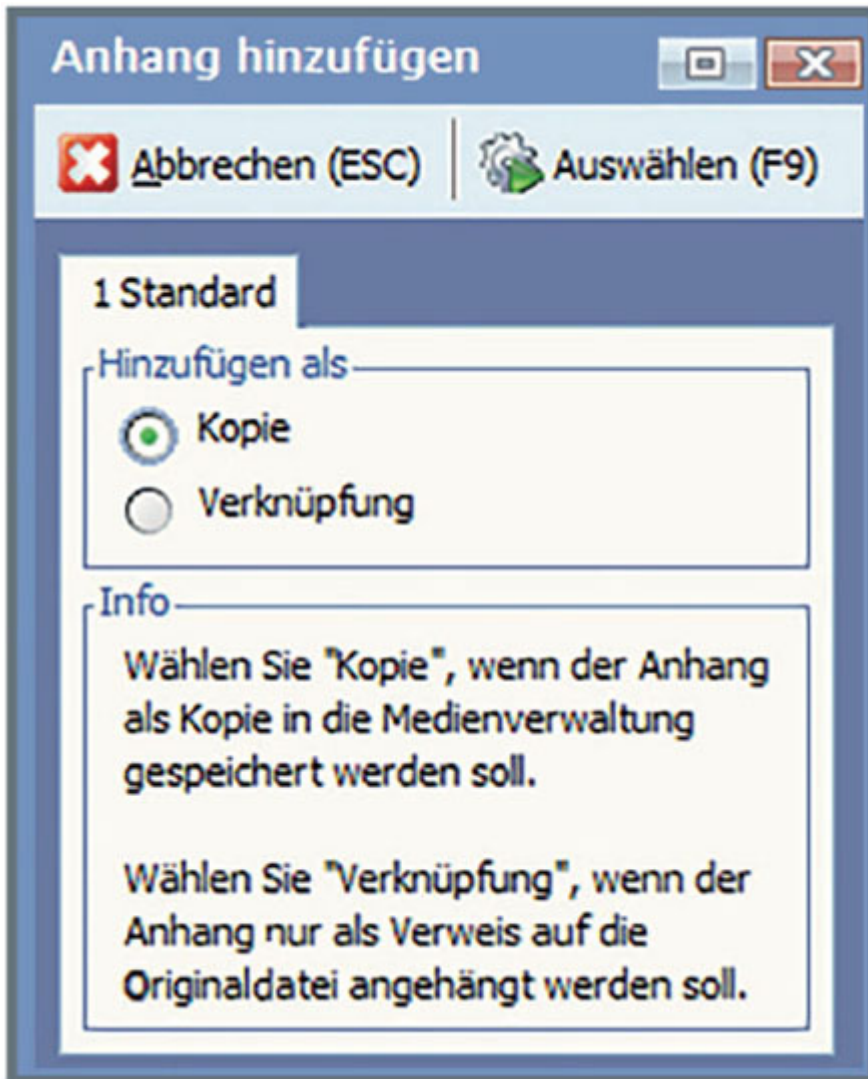 Anhang hinzufügen
Abbrechen (ESC)
Auswählen (F9)
1 Standard
Hinzufügen als
Kopie
Verknüpfung
Info
Wählen Sie "Kopie", wenn der Anhang
als Kopie in die Medienverwaltung
gespeichert werden soll.
Wählen Sie "Verknüpfung", wenn der
Anhang nur als Verweis auf die
Originaldatei angehängt werden soll.